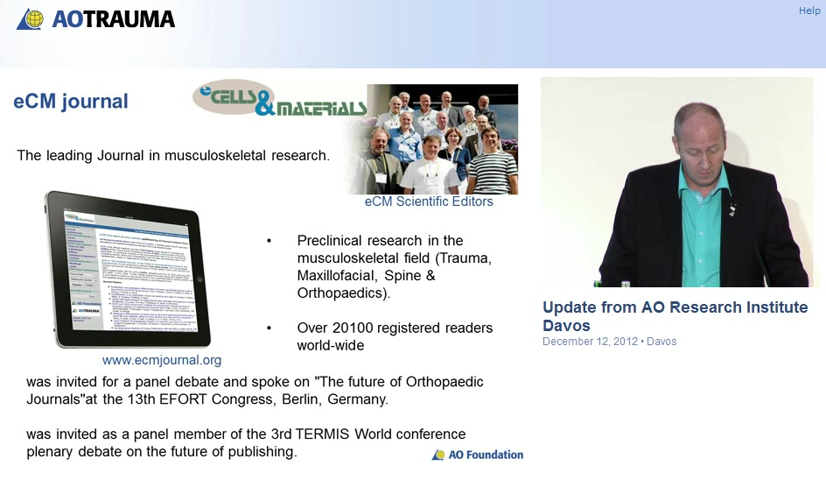 AOTRAUMA
Help
eCM journal
eCELLS
& MATERIALS
The leading Journal in musculoskeletal research.
eCM Scientific Editors
• Preclinical research in the
musculoskeletal field (Trauma,
Maxillofacial, Spine &
Orthopaedics).
• Over 20100 registered readers
world-wide
www.ecmjournal.org
was invited for a panel debate and spoke on "The future of Orthopaedic
Journals"at the 13th EFORT Congress, Berlin, Germany.
was invited as a panel member of the 3rd TERMIS World conference
plenary debate on the future of publishing.
AO Foundation
Update from AO Research Institute
Davos
December 12, 2012 • Davos